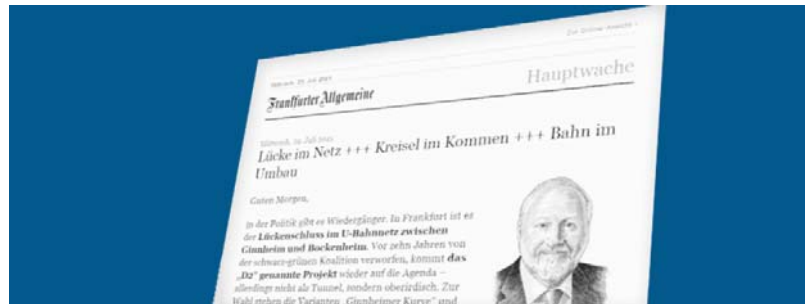 Zur Online-Ansicht ›
Frankfurter Allgemeine
Hauptwache
Lücke im Netz +++ Kreisel im Kommen +++ Bahn im
Umbau
Guten Morgen,
in der Politik gibt es Wiedergänger. In Frankfurt ist es
der Lückenschluss im U-Bahnnetz zwischen
Ginnheim und Bockenheim. Vor zehn Jahren von
der schwarz-grünen Koalition verworfen, kommt das
„D2“ genannte Projekt wieder auf die Agenda –
allerdings nicht als Tunnel, sondern oberirdisch. Zur
Wahl stehen die Varianten „Ginnheimer Kurve“ und